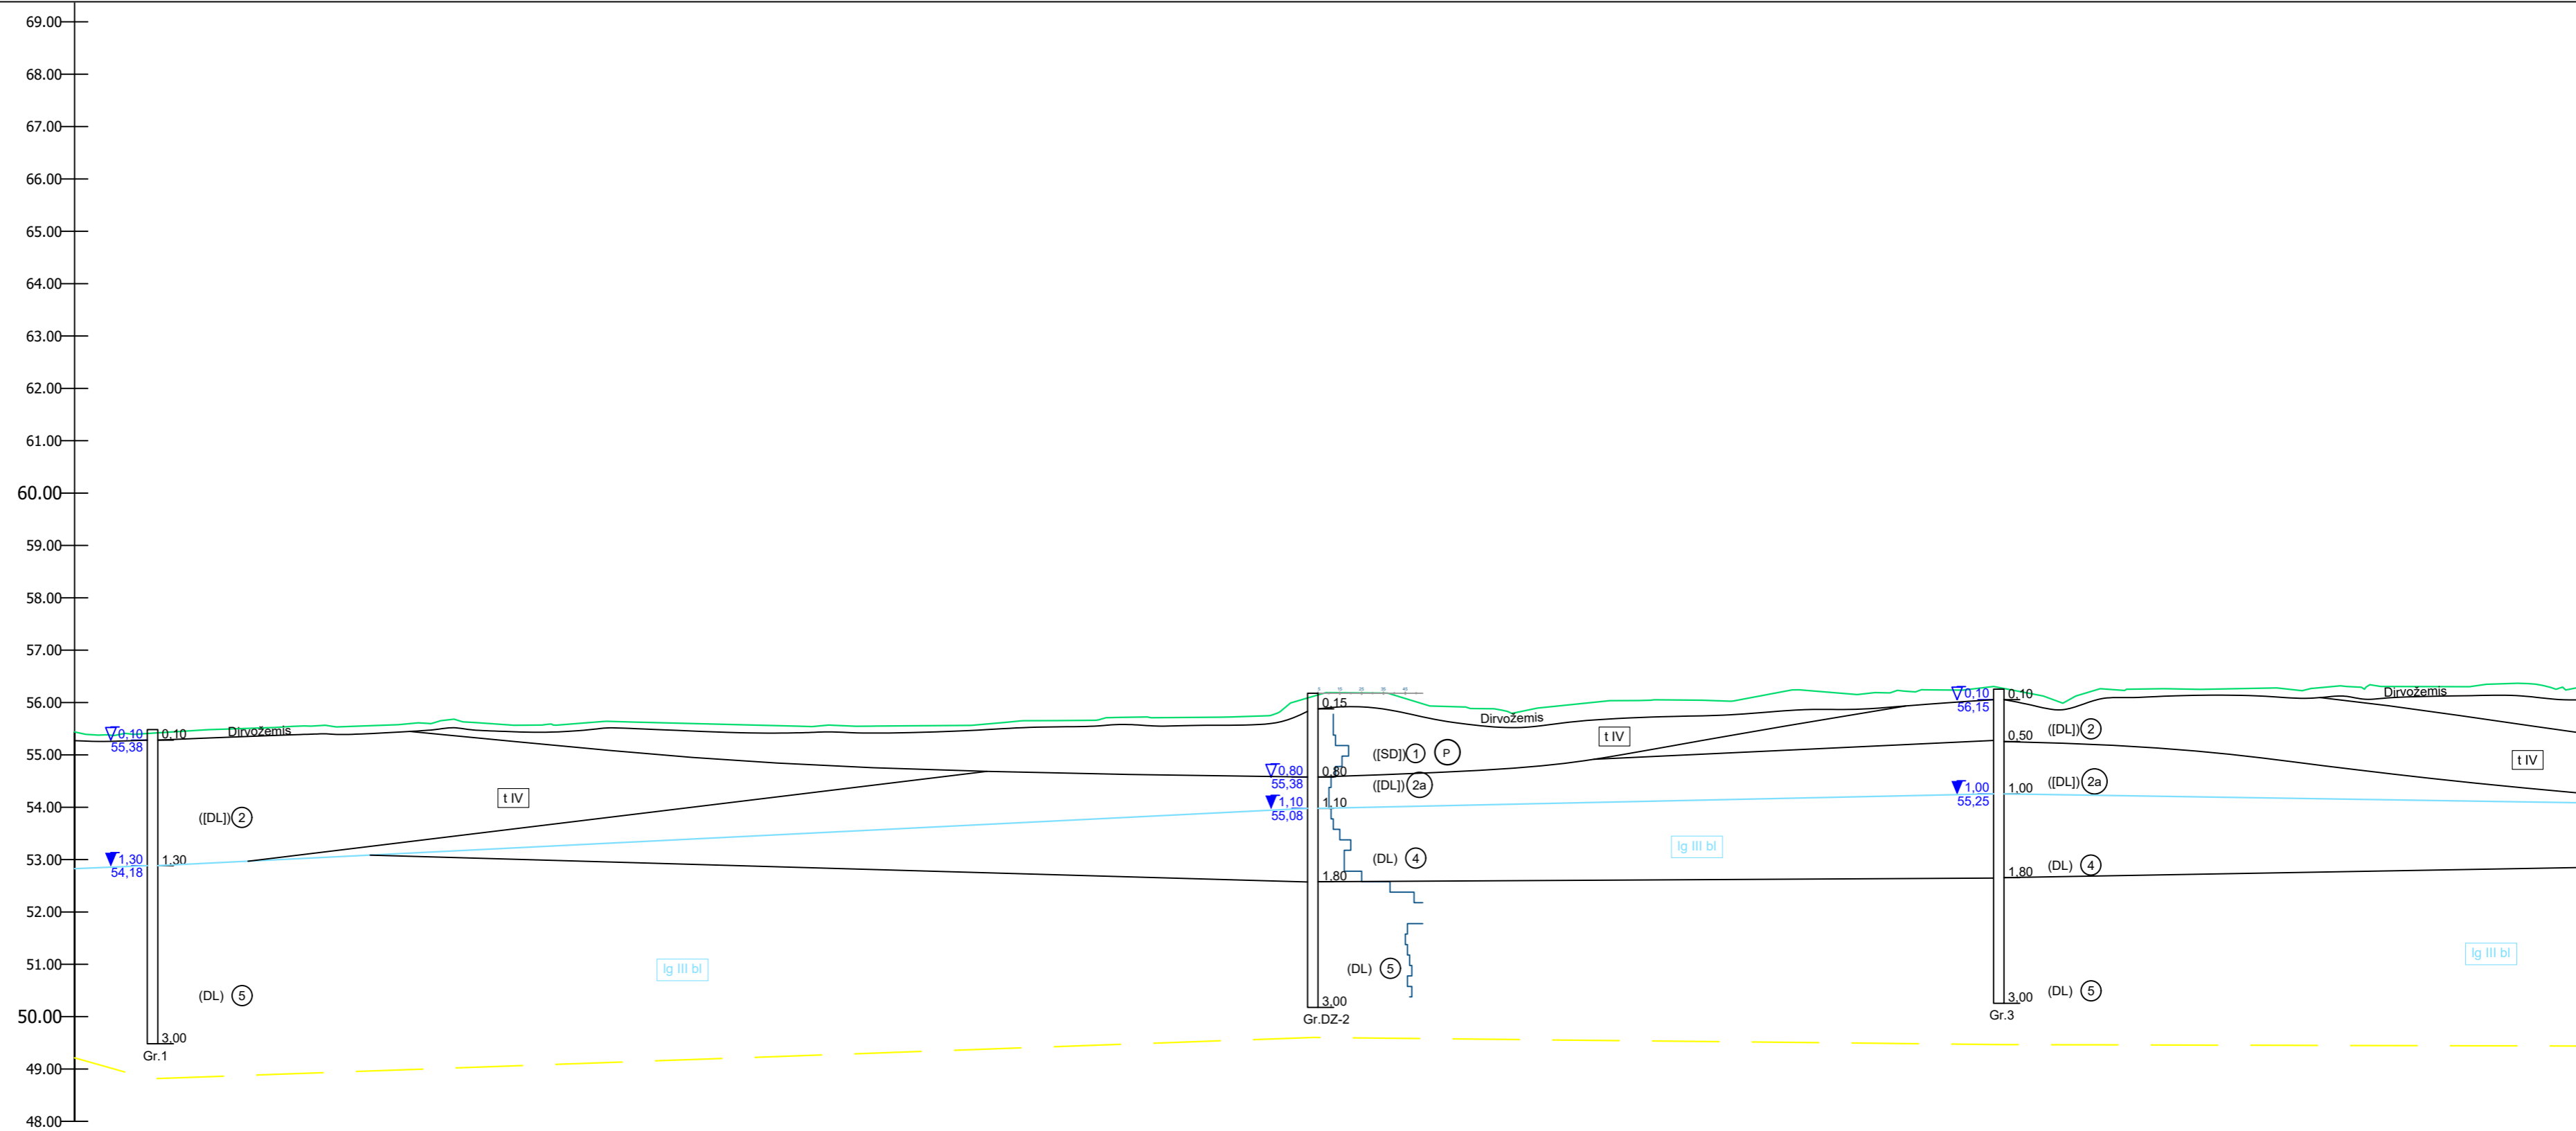 69.00
68.00
67.00
66.00
65.00
64.00
63.00
62.00
61.00
60.00
59.00
58.00
57.00
56.00
55.00
54.00
53.00
52.00
51.00
50.00
49.00
48.00
0,10
55,38
0,10
Dirvožemis
([DL]) 2
t IV
1,30
54,18
1,30
(DL) 5
lg III bl
3,00
Gr.1
0,15
Dirvožemis
([SD]) 1 P
0,80
55,38
0,80
([DL]) 2a
1,10
55,08
1,10
(DL) 4
1,80
(DL) 5
3,00
Gr.DZ-2
t IV
lg III bl
0,10
56,15
0,10
([DL]) 2
0,50
([DL]) 2a
1,00
55,25
1,00
(DL) 4
1,80
3,00
(DL) 5
Gr.3
Dirvožemis
t IV
lg III bl